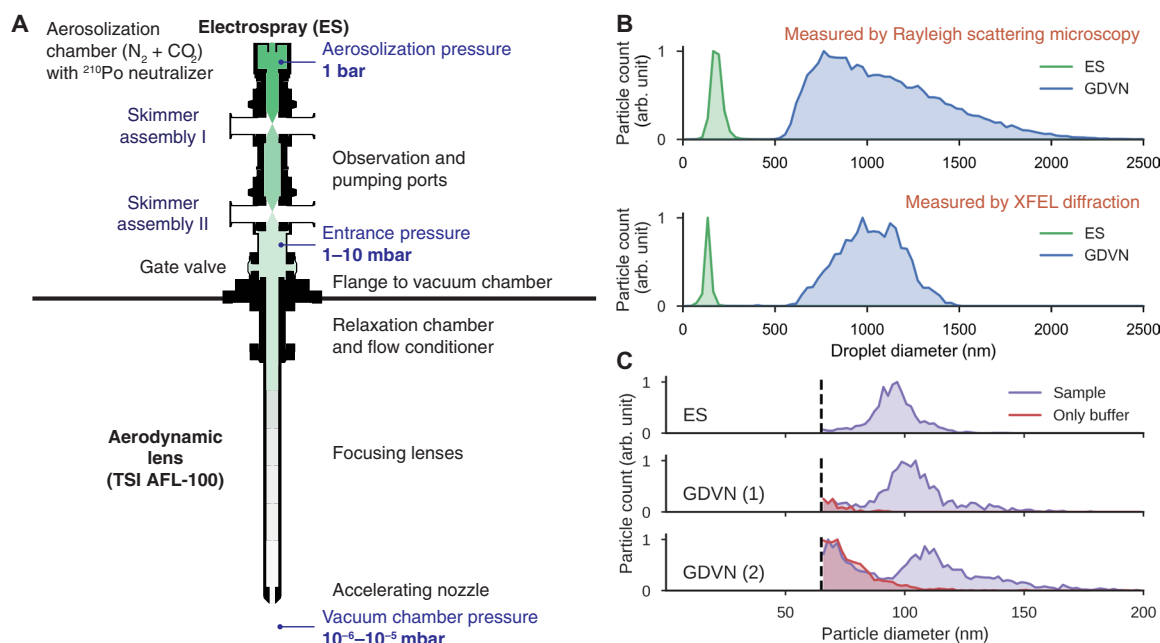 A
Electrospray (ES)
Aerosolization
chamber (N₂ + CO₂)
with ²¹⁰Po neutralizer
Aerosolization pressure
1 bar
Skimmer
assembly I
Observation and
pumping ports
Skimmer
assembly II
Entrance pressure
1–10 mbar
Gate valve
Flange to vacuum chamber
Relaxation chamber
and flow conditioner
Aerodynamic
lens
(TSI AFL-100)
Focusing lenses
Accelerating nozzle
Vacuum chamber pressure
10⁻⁶–10⁻⁵ mbar
B
Measured by Rayleigh scattering microscopy
Particle count
(arb. unit)
1
0
ES
GDVN
0 500 1000 1500 2000 2500
Measured by XFEL diffraction
Particle count
(arb. unit)
1
0
ES
GDVN
0 500 1000 1500 2000 2500
Droplet diameter (nm)
C
Particle count (arb. unit)
1
0
ES
Sample
Only buffer
1
0
GDVN (1)
1
0
GDVN (2)
50 100 150 200
Particle diameter (nm)